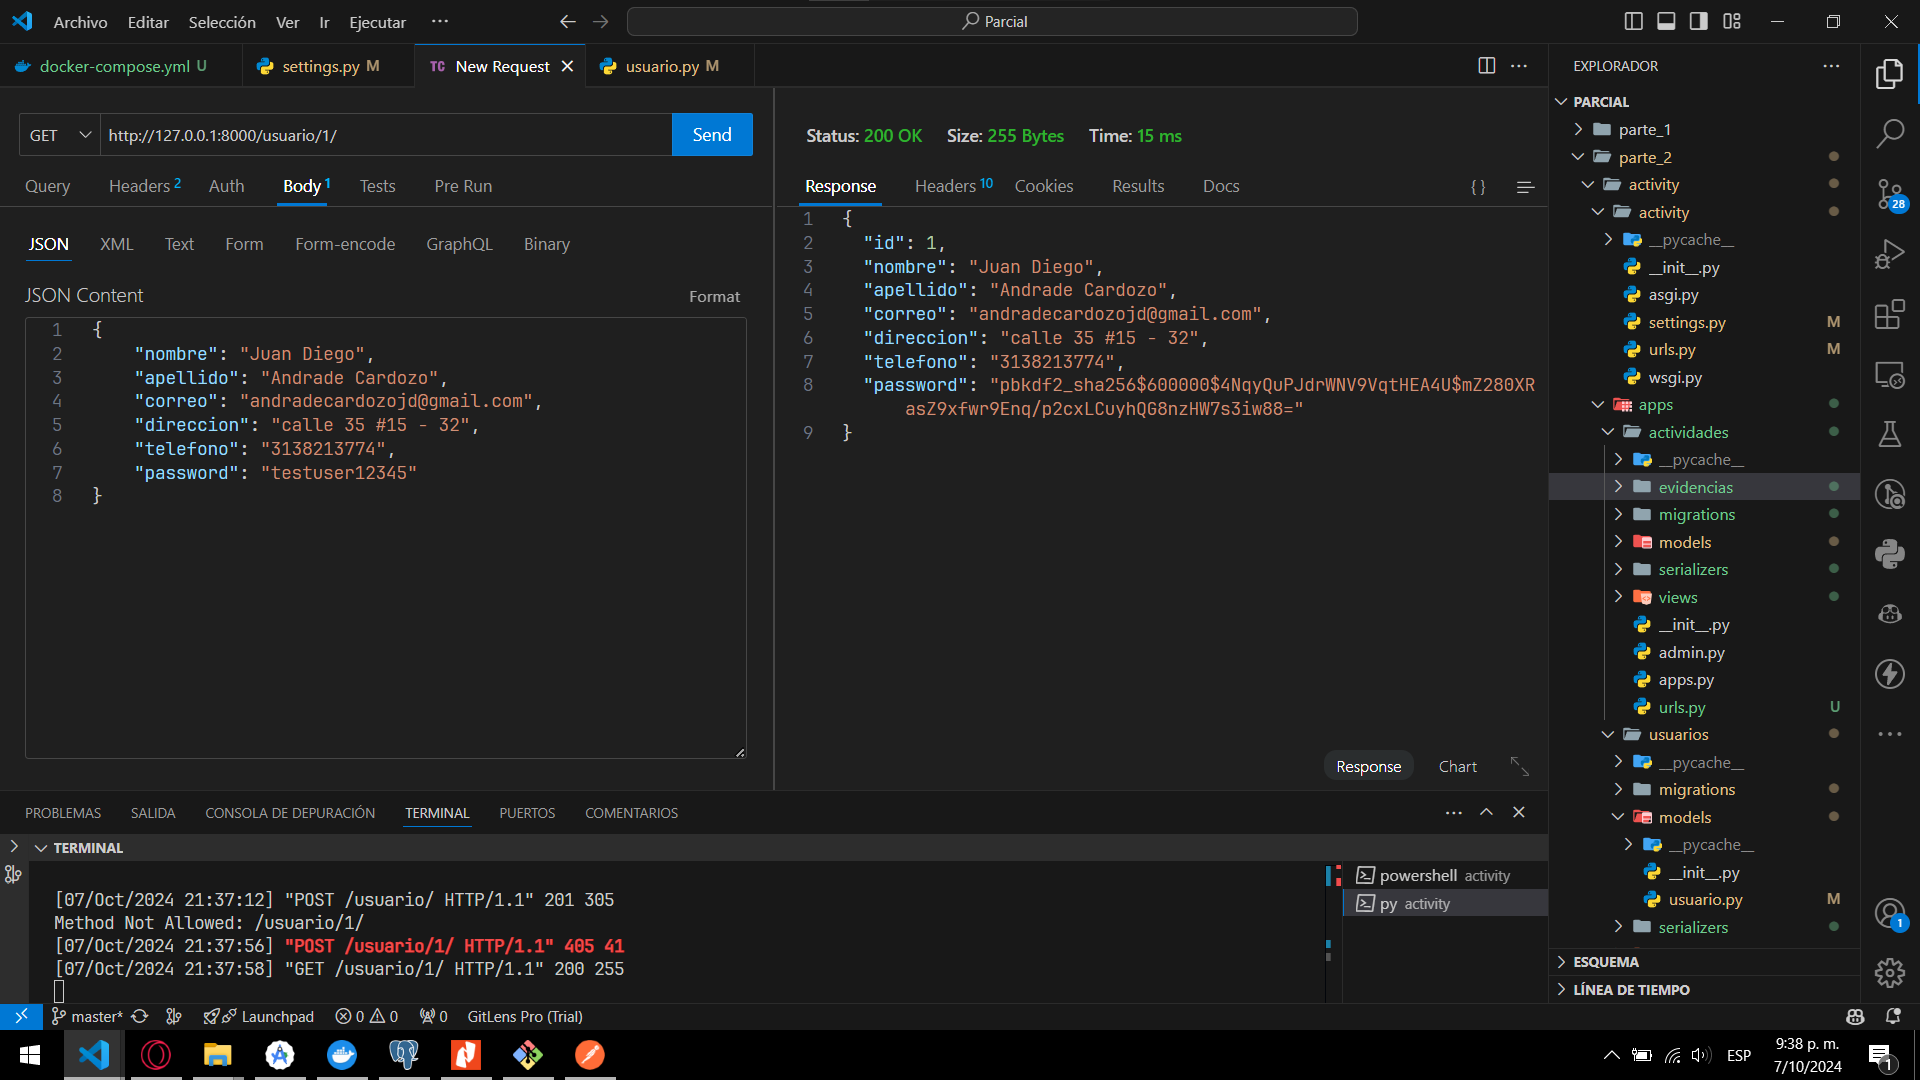 Archivo Editar Selección Ver Ir Ejecutar ···
Parcial
docker-compose.yml U
settings.py M
TC New Request
usuario.py M
GET http://127.0.0.1:8000/usuario/1/ Send
Query Headers 2 Auth Body 1 Tests Pre Run
JSON XML Text Form Form-encode GraphQL Binary
JSON Content Format
1 {
2 "nombre": "Juan Diego",
3 "apellido": "Andrade Cardozo",
4 "correo": "andradecardozojd@gmail.com",
5 "direccion": "calle 35 #15 - 32",
6 "telefono": "3138213774",
7 "password": "testuser12345"
8 }
Status: 200 OK Size: 255 Bytes Time: 15 ms
Response Headers 10 Cookies Results Docs { }
1 {
2 "id": 1,
3 "nombre": "Juan Diego",
4 "apellido": "Andrade Cardozo",
5 "correo": "andradecardozojd@gmail.com",
6 "direccion": "calle 35 #15 - 32",
7 "telefono": "3138213774",
8 "password": "pbkdf2_sha256$600000$4NqyQuPJdrWNV9VqtHEA4U$mZ280XR
asZ9xfwr9Enq/p2cxLCuyhQG8nzHW7s3iw88="
9 }
Response Chart
PROBLEMAS SALIDA CONSOLA DE DEPURACIÓN TERMINAL PUERTOS COMENTARIOS
TERMINAL
[07/Oct/2024 21:37:12] "POST /usuario/ HTTP/1.1" 201 305
Method Not Allowed: /usuario/1/
[07/Oct/2024 21:37:56] "POST /usuario/1/ HTTP/1.1" 405 41
[07/Oct/2024 21:37:58] "GET /usuario/1/ HTTP/1.1" 200 255
powershell activity
py activity
EXPLORADOR
PARCIAL
parte_1
parte_2
activity
activity
__pycache__
__init__.py
asgi.py
settings.py M
urls.py M
wsgi.py
apps
actividades
__pycache__
evidencias
migrations
models
serializers
views
__init__.py
admin.py
apps.py
urls.py U
usuarios
__pycache__
migrations
models
__pycache__
__init__.py
usuario.py M
serializers
ESQUEMA
LÍNEA DE TIEMPO
28
1
master* Launchpad 0 0 0 GitLens Pro (Trial)
ESP
9:38 p. m.
7/10/2024
1